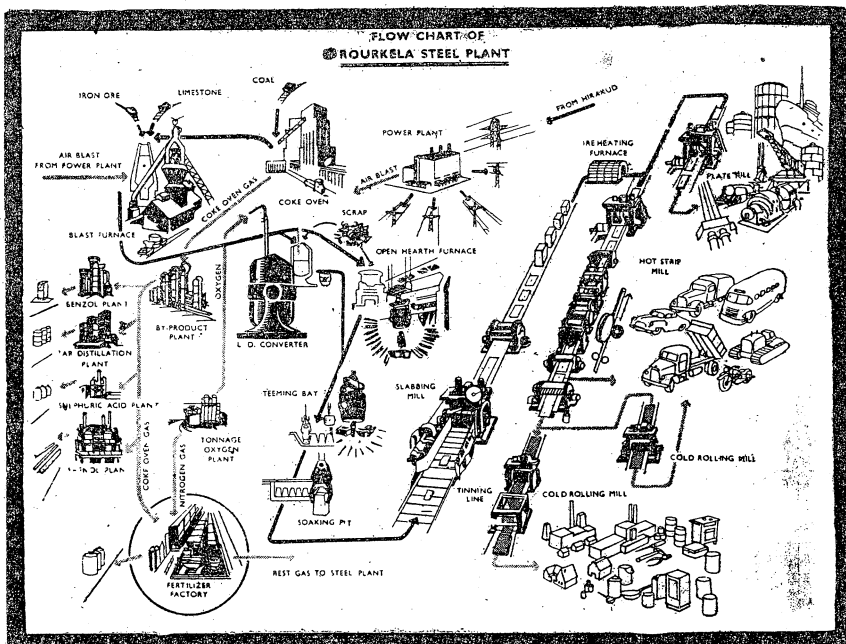 FLOW CHART OF
ROURKELA STEEL PLANT
COAL
IRON ORE
LIMESTONE
FROM HIRAKUD
POWER PLANT
AIR BLAST
FROM POWER PLANT
AIR BLAST
REHEATING
FURNACE
PLATE MILL
COKE OVEN GAS
COKE OVEN
SCRAP
BLAST FURNACE
OPEN HEARTH FURNACE
OXYGEN
HOT STRIP
MILL
BENZOL PLANT
BY-PRODUCT
PLANT
L. D. CONVERTER
TAR DISTILLATION
PLANT
SLABBING
MILL
TEEMING BAY
SULPHURIC ACID PLANT
TONNAGE
OXYGEN
PLANT
COKE OVEN GAS
NITROGEN GAS
COLD ROLLING MILL
TINNING
LINE
COLD ROLLING MILL
SOAKING PIT
REST GAS TO STEEL PLANT
FERTILIZER
FACTORY